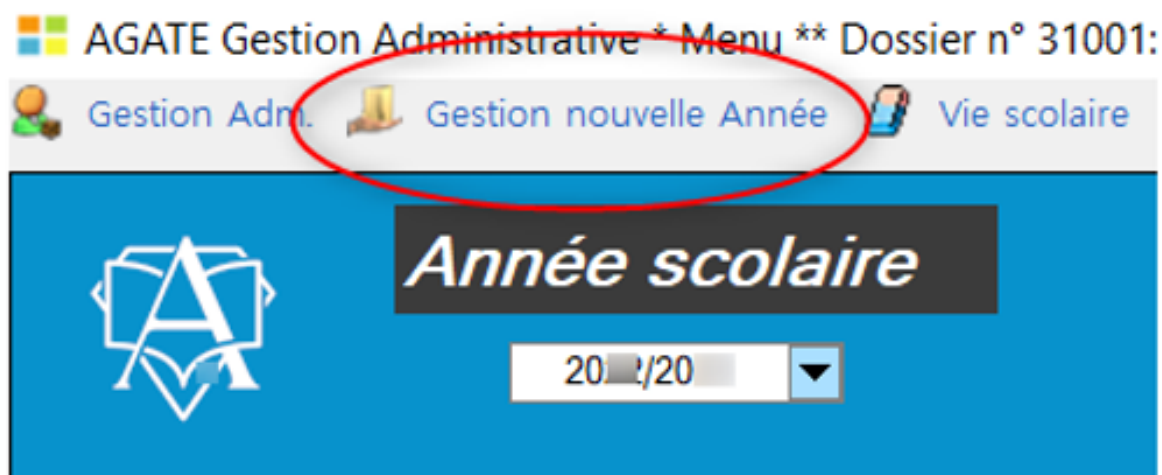 AGATE Gestion Administrative * Menu ** Dossier n° 31001:
Gestion Adm. Gestion nouvelle Année Vie scolaire
Année scolaire